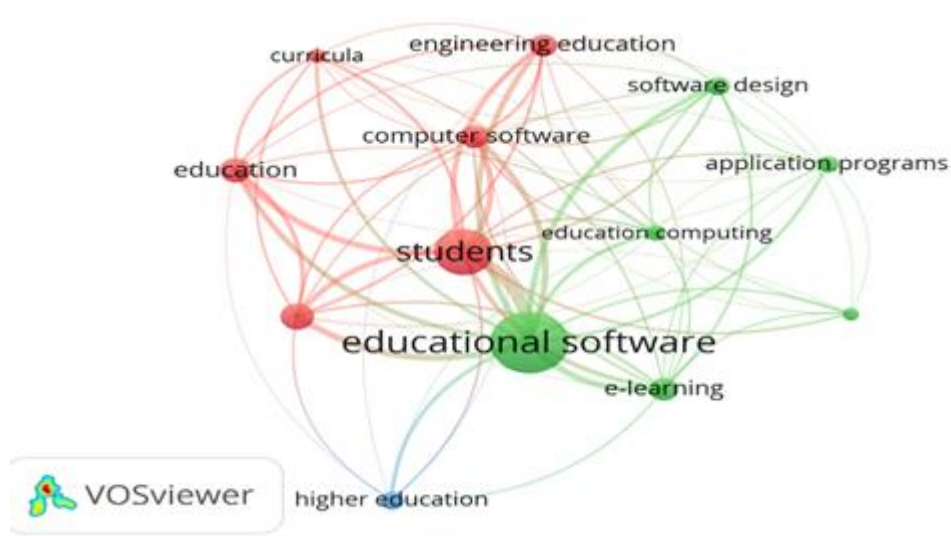 engineering education
curricula
software design
computer software
application programs
education
education computing
students
educational software
e-learning
VOSviewer
higher education